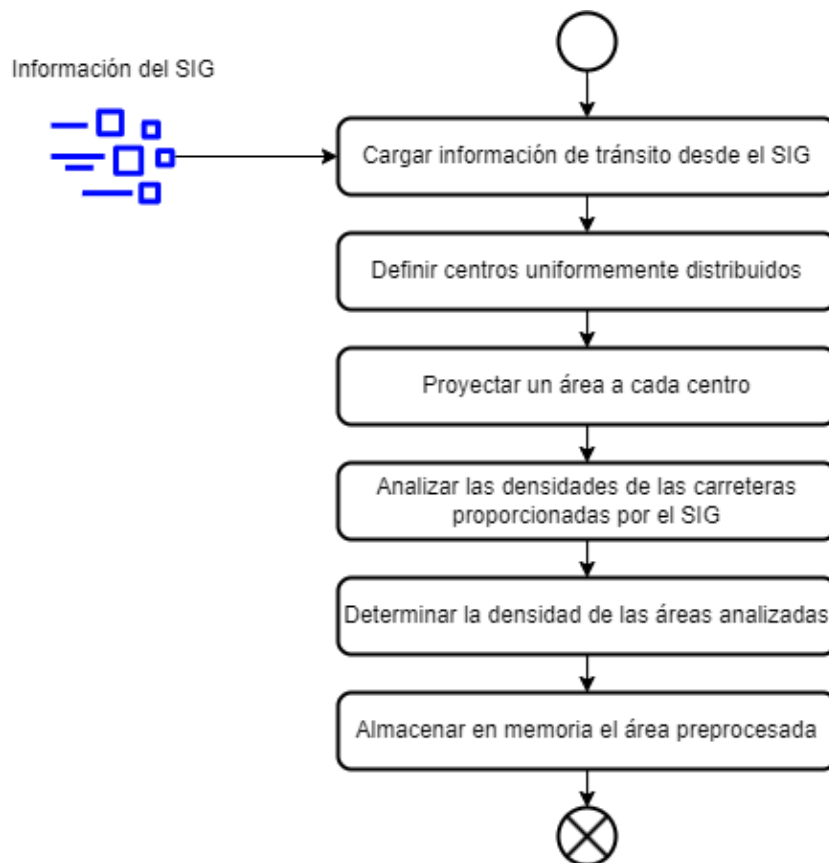 Información del SIG
Cargar información de tránsito desde el SIG
Definir centros uniformemente distribuidos
Proyectar un área a cada centro
Analizar las densidades de las carreteras
proporcionadas por el SIG
Determinar la densidad de las áreas analizadas
Almacenar en memoria el área preprocesada